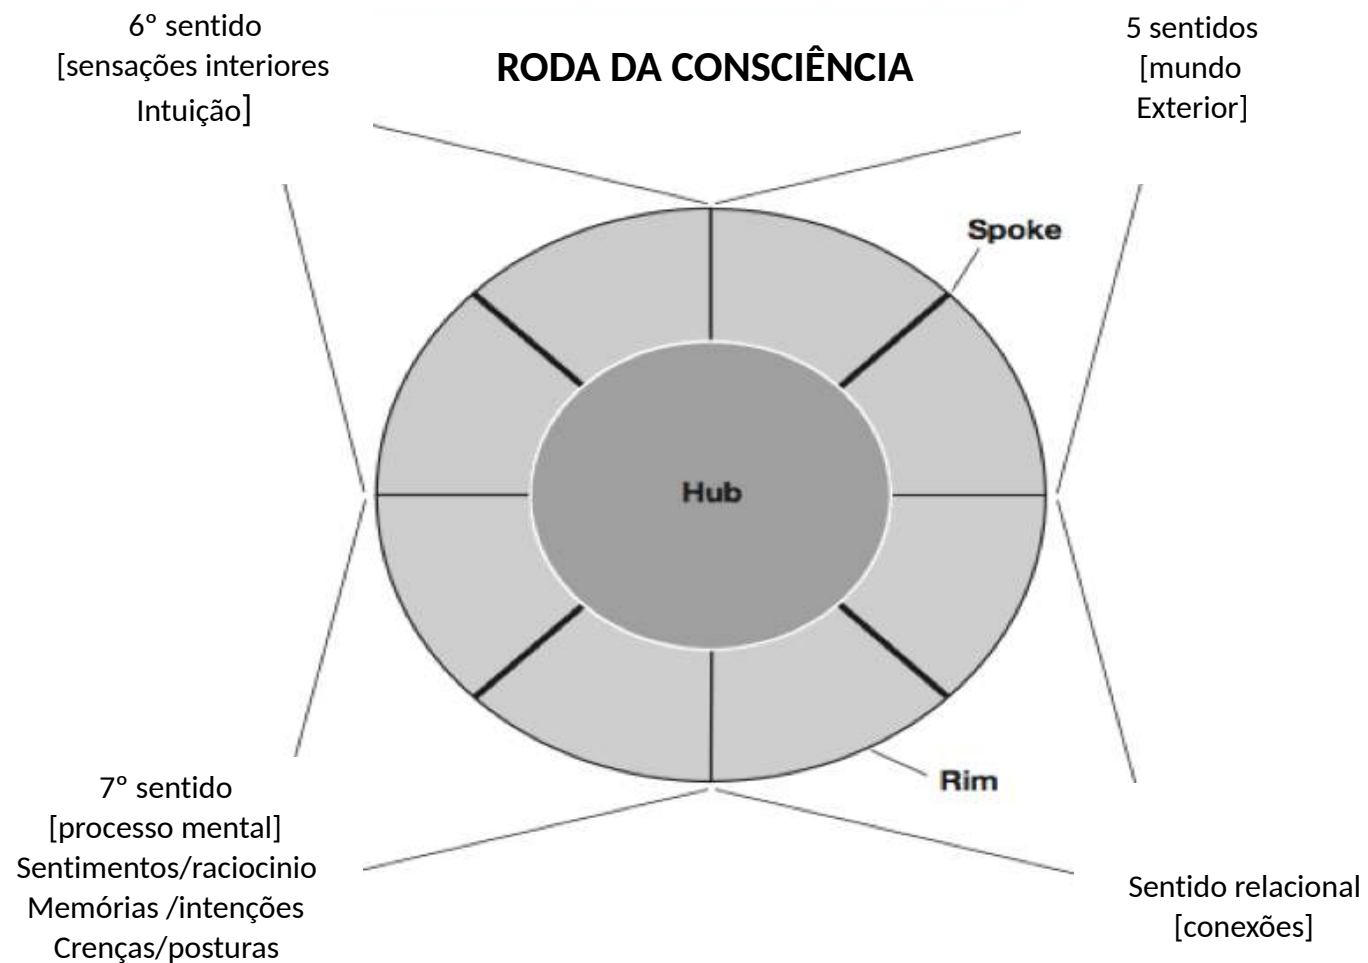 6º sentido
[sensações interiores
Intuição]
RODA DA CONSCIÊNCIA
5 sentidos
[mundo
Exterior]
Spoke
Hub
Rim
7º sentido
[processo mental]
Sentimentos/raciocinio
Memórias /intenções
Crenças/posturas
Sentido relacional
[conexões]